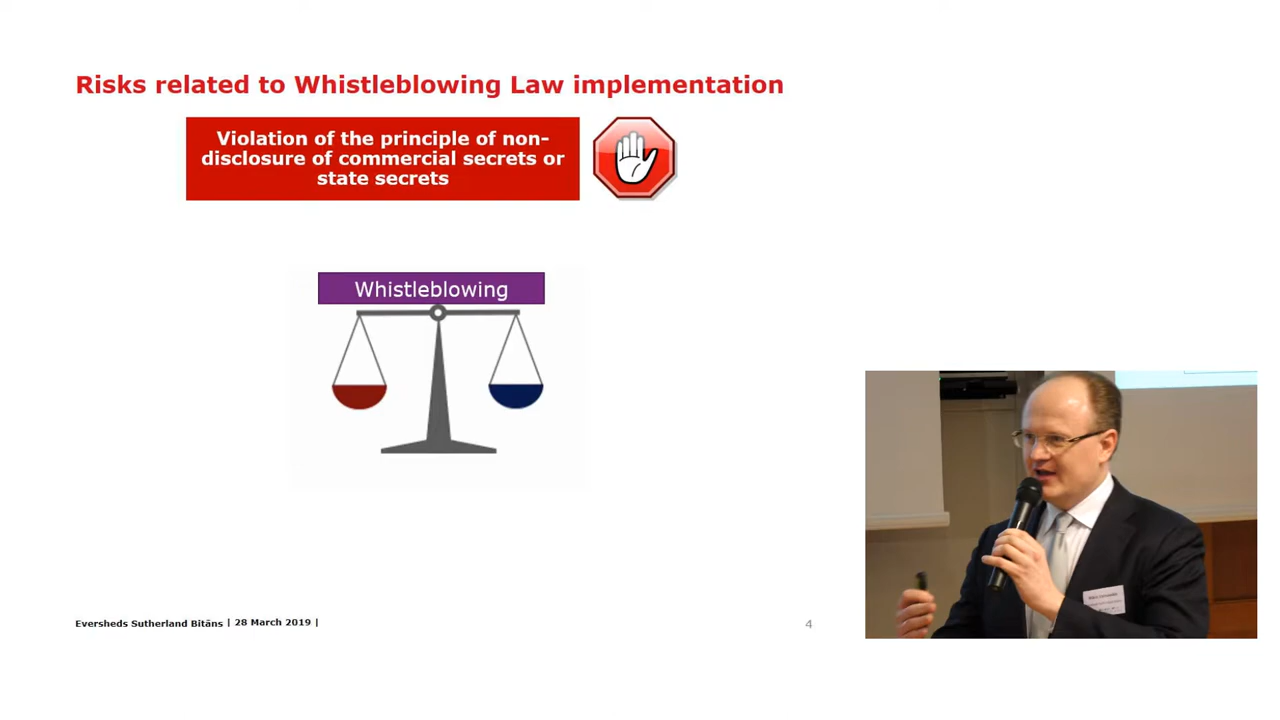 Risks related to Whistleblowing Law implementation
Violation of the principle of non-
disclosure of commercial secrets or
state secrets
Whistleblowing
Eversheds Sutherland Bitāns | 28 March 2019 |
4